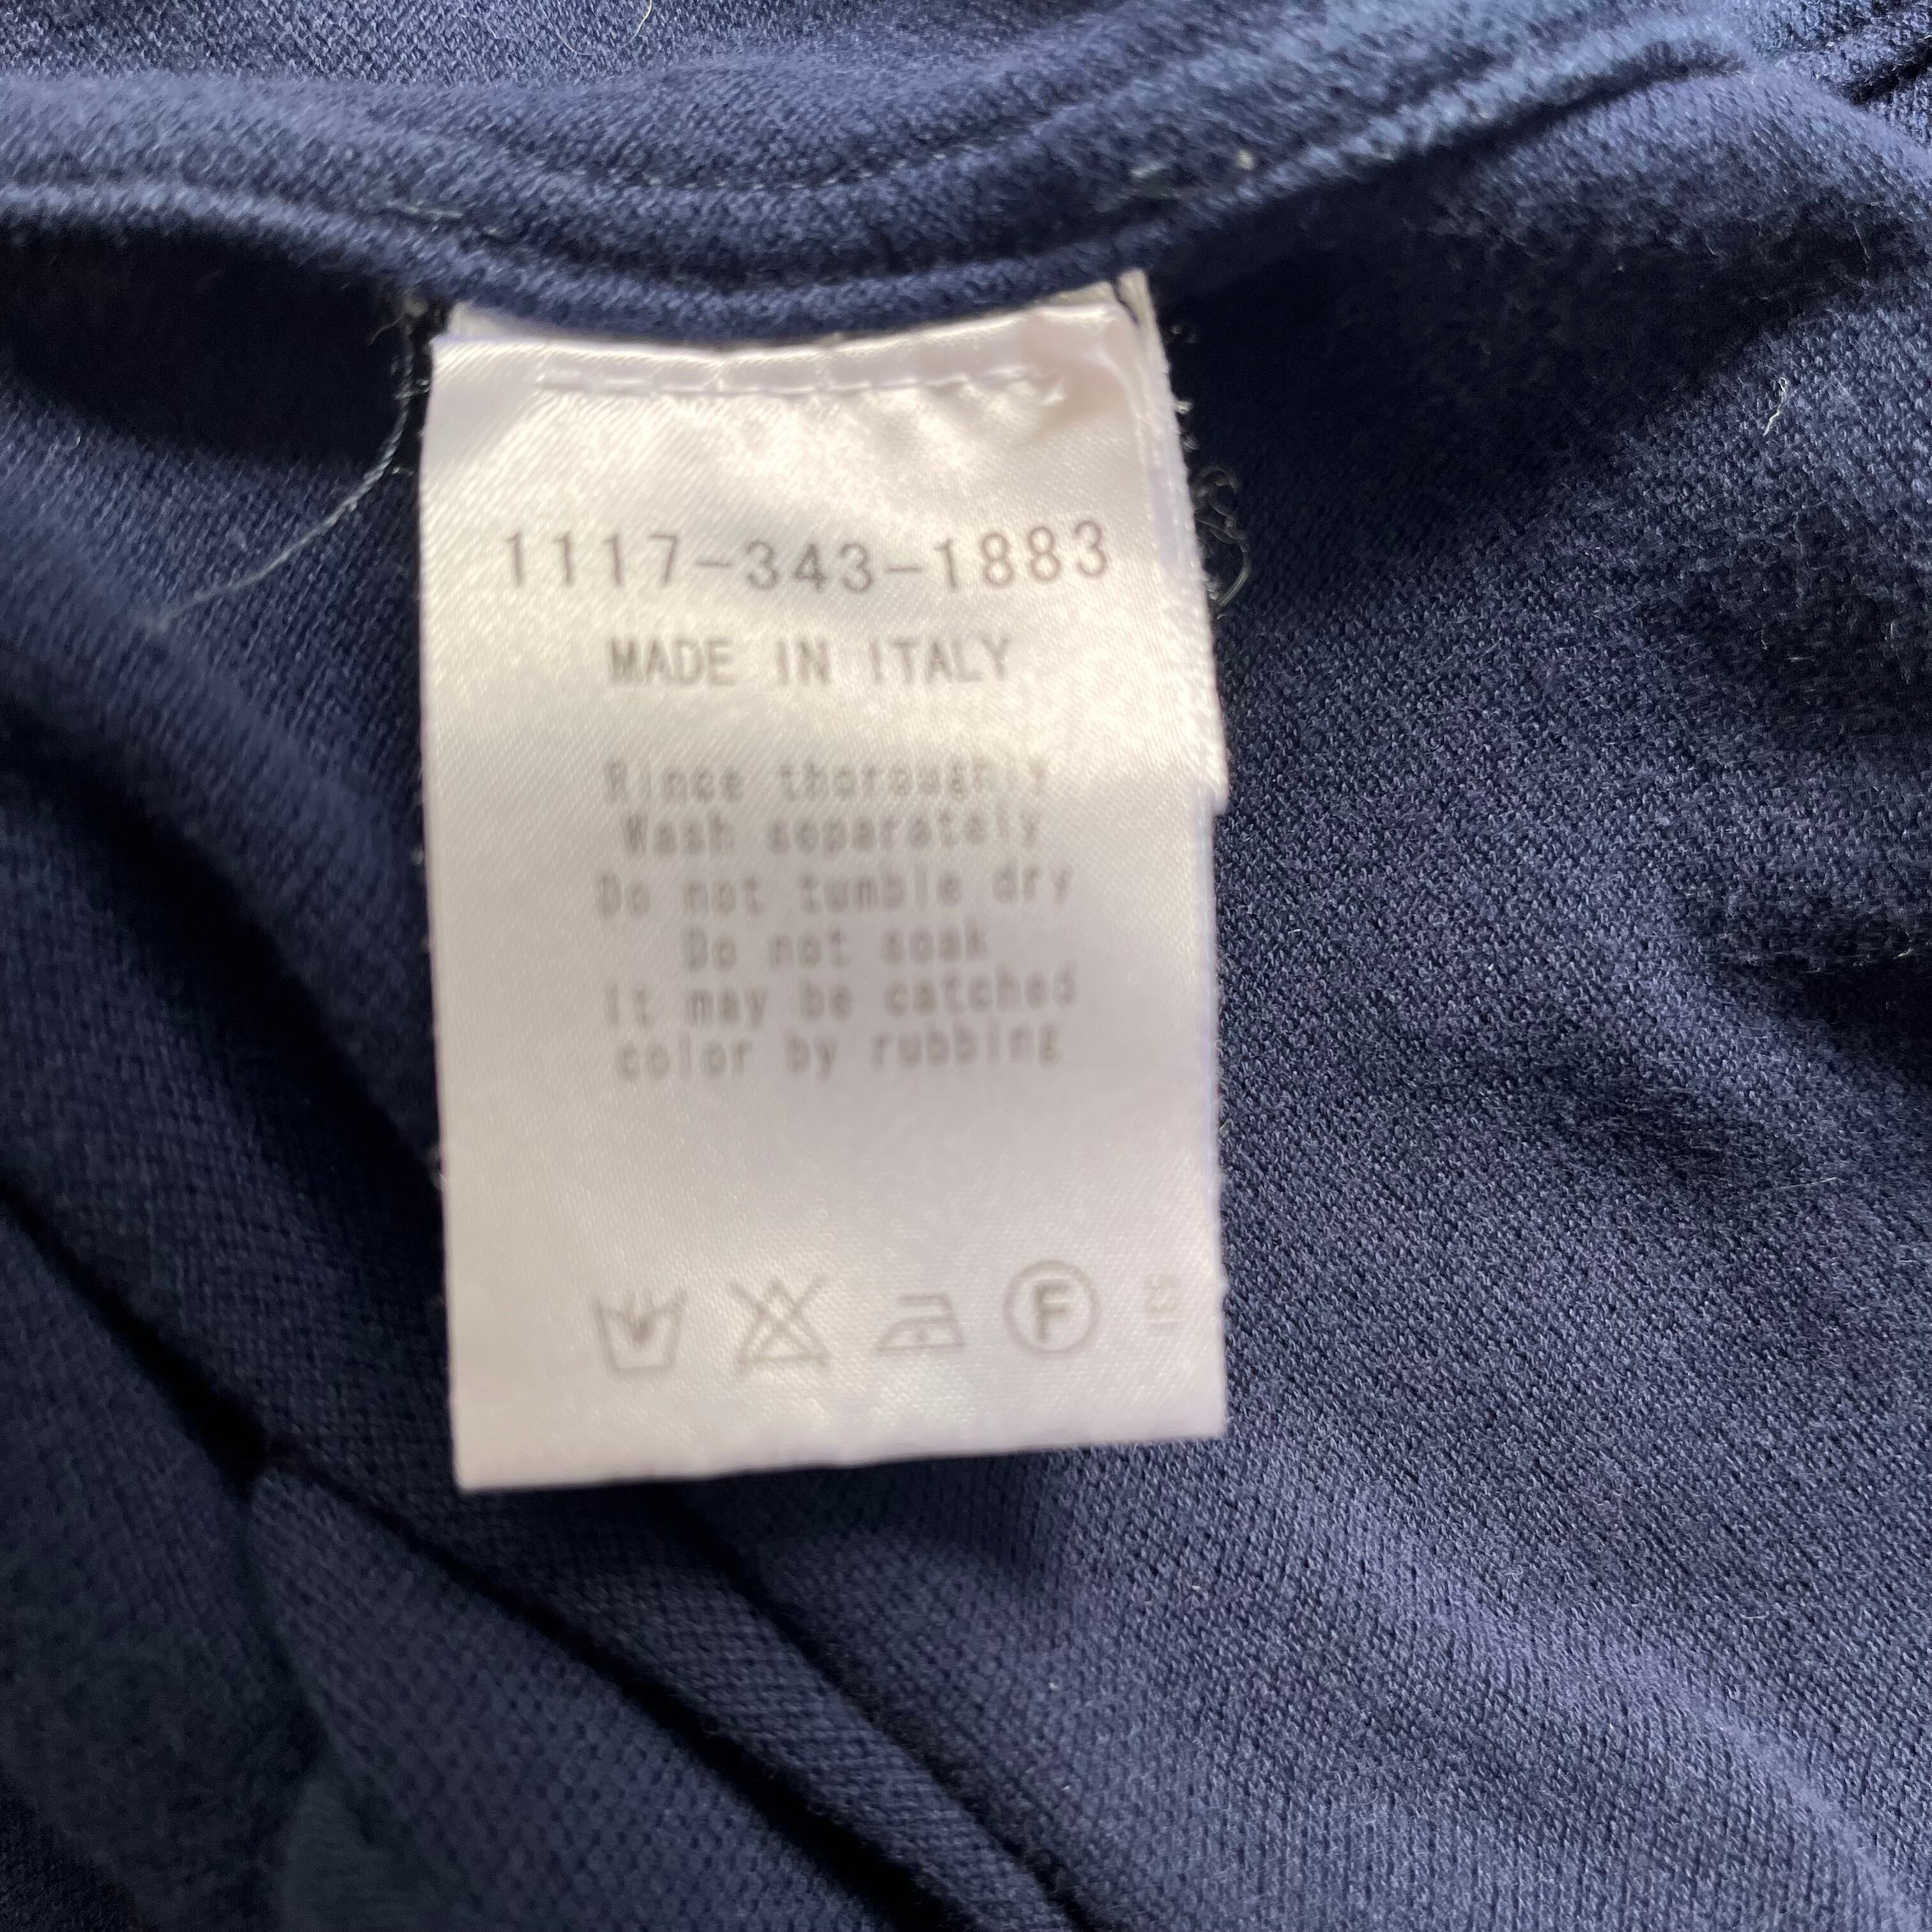 1117-343-1883
MADE IN ITALY
Rince thoroughly
Wash separately
Do not tumble dry
Do not soak
It may be catched
color by rubbing
F